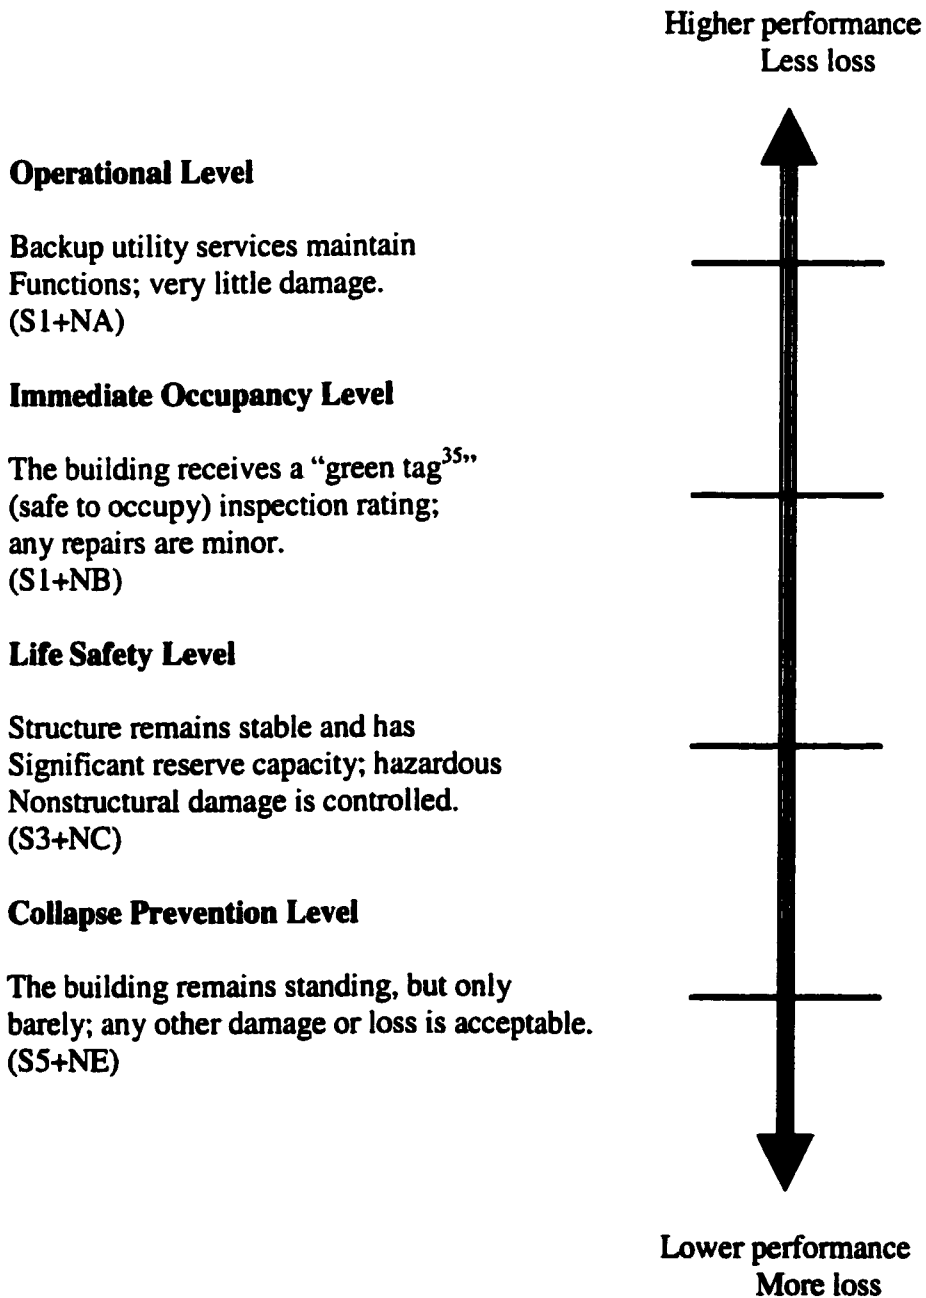 Higher performance
Less loss
Operational Level
Backup utility services maintain
Functions; very little damage.
(S1+NA)
Immediate Occupancy Level
The building receives a “green tag³⁵”
(safe to occupy) inspection rating;
any repairs are minor.
(S1+NB)
Life Safety Level
Structure remains stable and has
Significant reserve capacity; hazardous
Nonstructural damage is controlled.
(S3+NC)
Collapse Prevention Level
The building remains standing, but only
barely; any other damage or loss is acceptable.
(S5+NE)
Lower performance
More loss